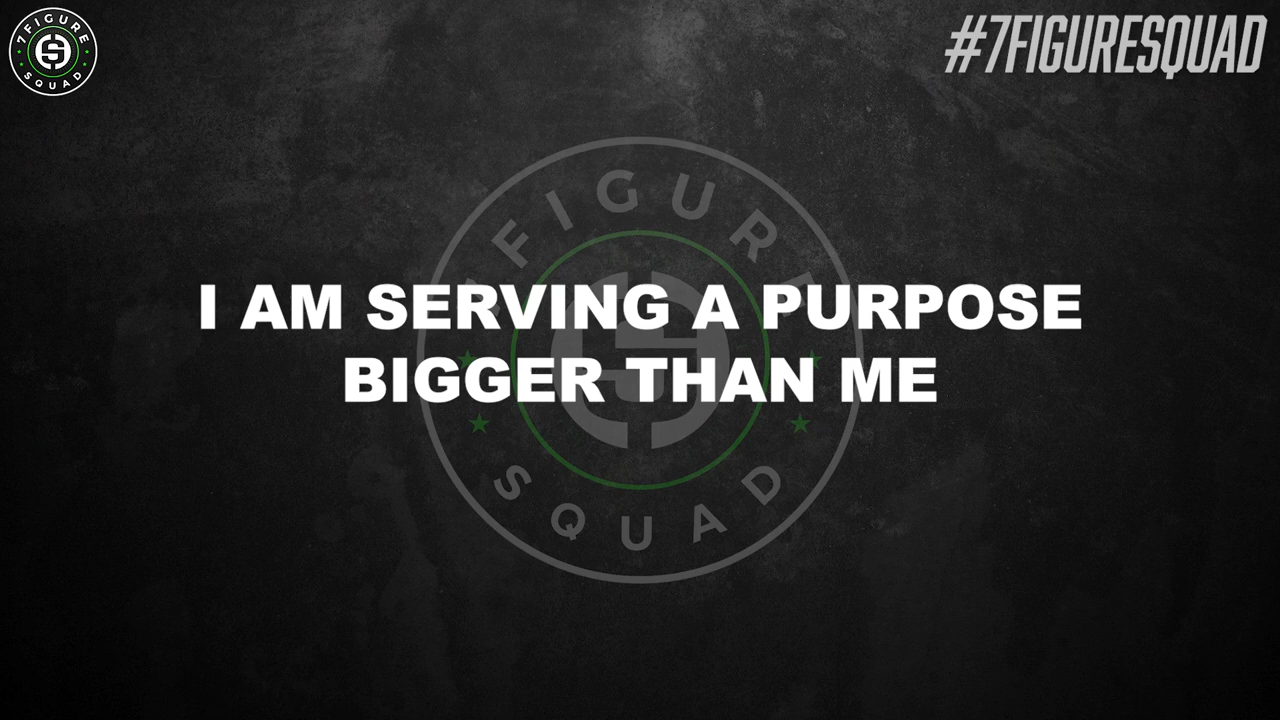 7FIGURE
SQUAD
#7FIGURESQUAD
7FIGURE
I AM SERVING A PURPOSE
BIGGER THAN ME
SQUAD